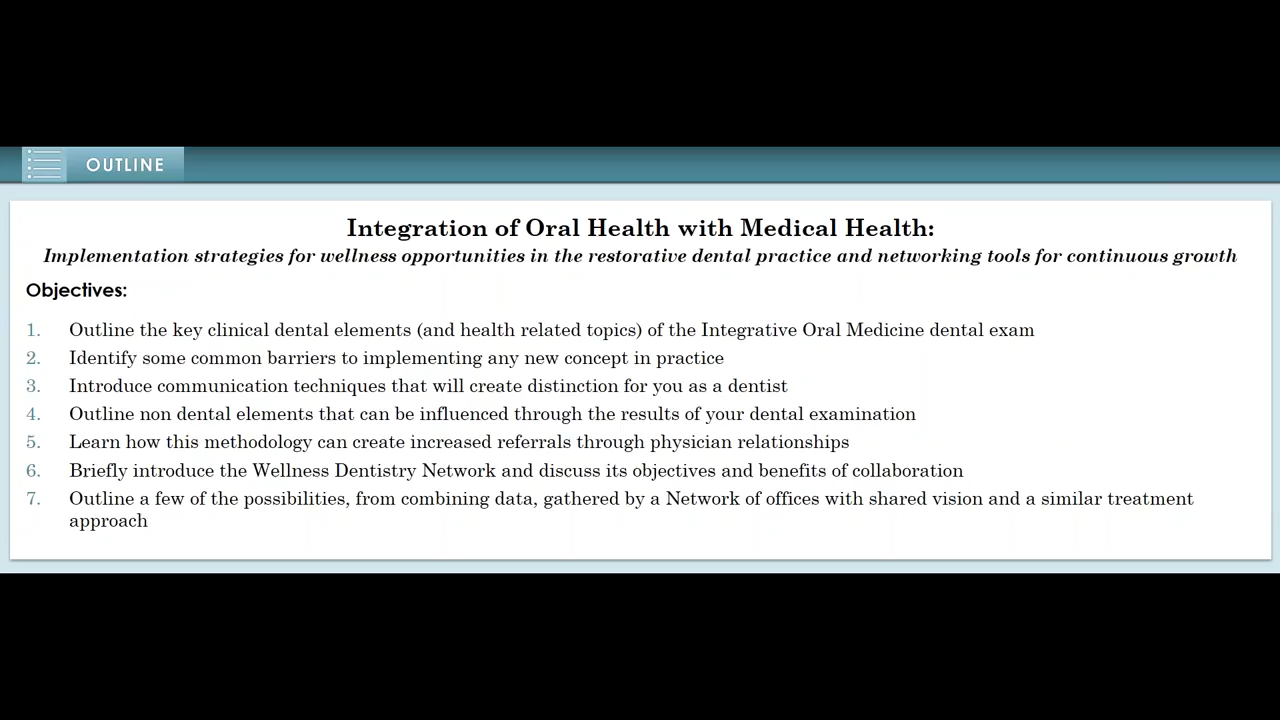 OUTLINE
Integration of Oral Health with Medical Health:
Implementation strategies for wellness opportunities in the restorative dental practice and networking tools for continuous growth
Objectives:
1. Outline the key clinical dental elements (and health related topics) of the Integrative Oral Medicine dental exam
2. Identify some common barriers to implementing any new concept in practice
3. Introduce communication techniques that will create distinction for you as a dentist
4. Outline non dental elements that can be influenced through the results of your dental examination
5. Learn how this methodology can create increased referrals through physician relationships
6. Briefly introduce the Wellness Dentistry Network and discuss its objectives and benefits of collaboration
7. Outline a few of the possibilities, from combining data, gathered by a Network of offices with shared vision and a similar treatment
approach